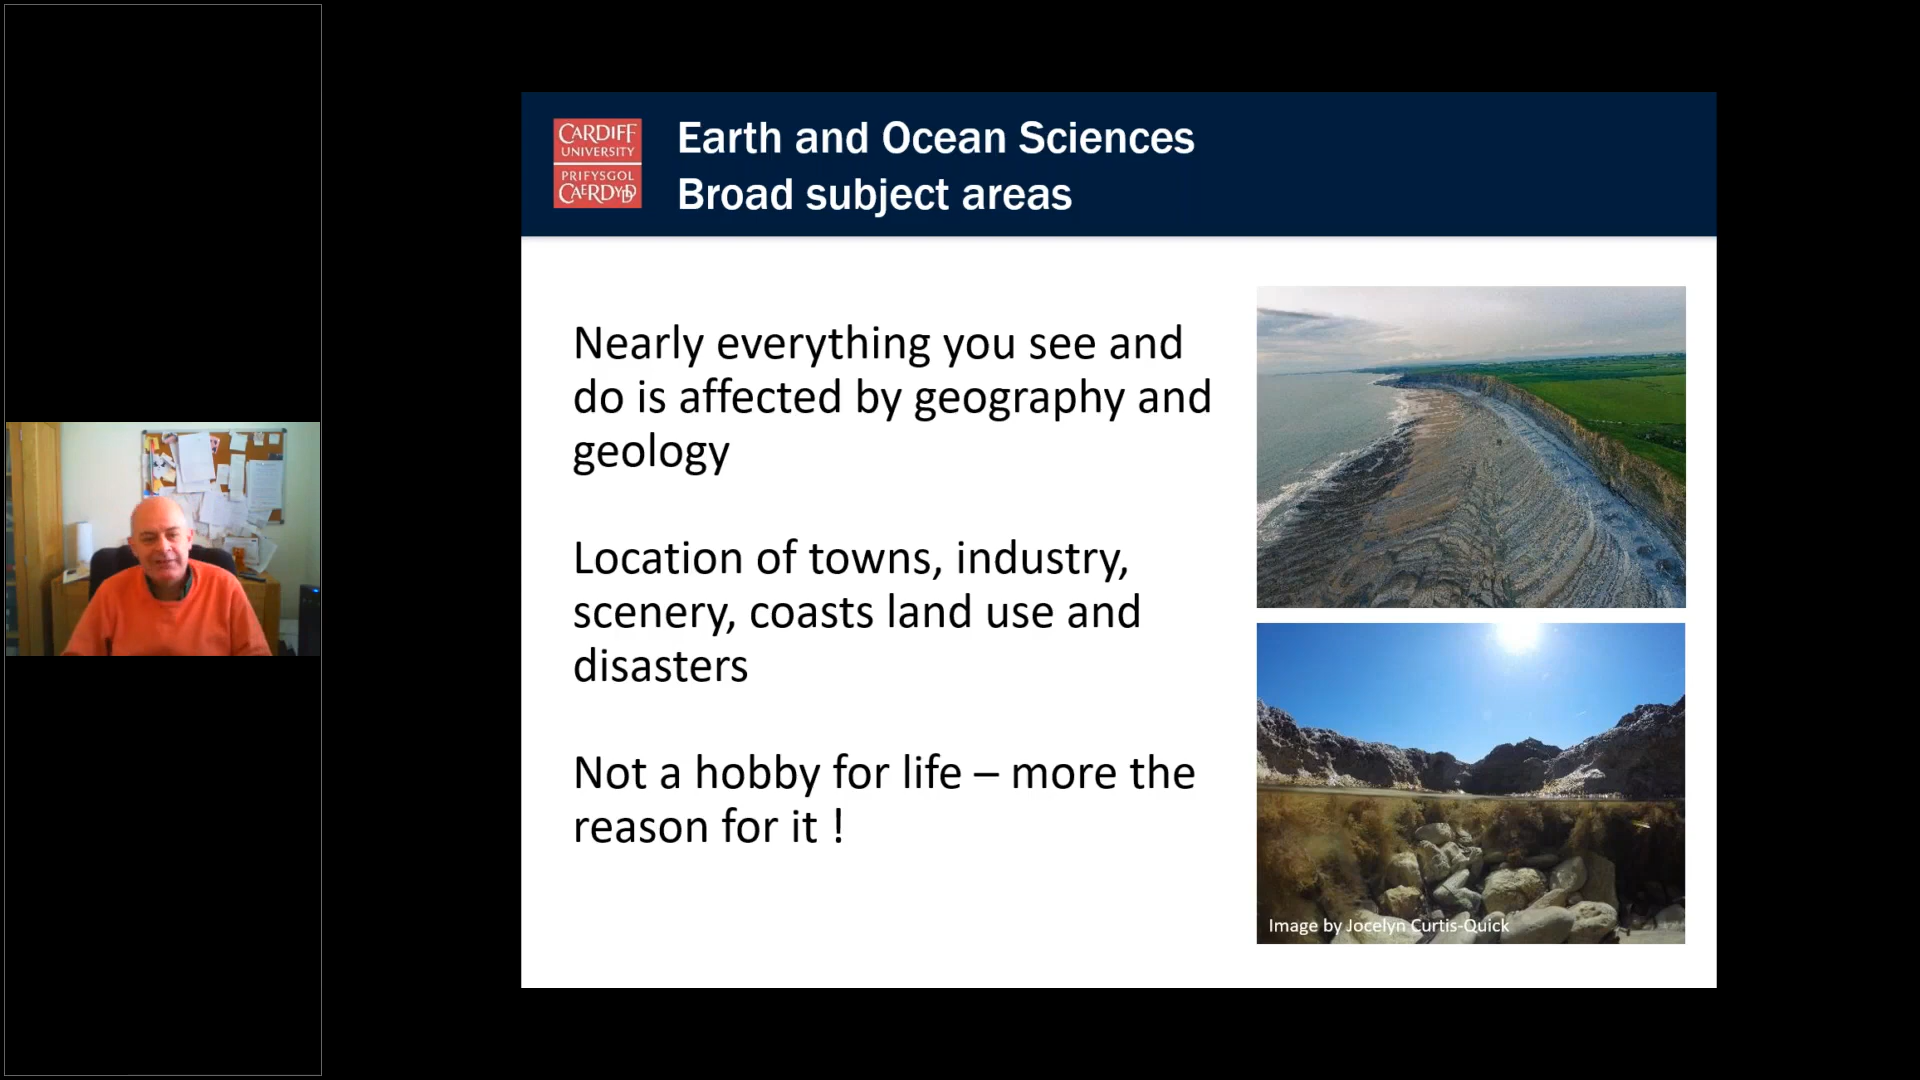 CARDIFF
UNIVERSITY
PRIFYSGOL
CAERDYDD
Earth and Ocean Sciences
Broad subject areas
Nearly everything you see and
do is affected by geography and
geology
Location of towns, industry,
scenery, coasts land use and
disasters
Not a hobby for life – more the
reason for it !
Image by Jocelyn Curtis-Quick